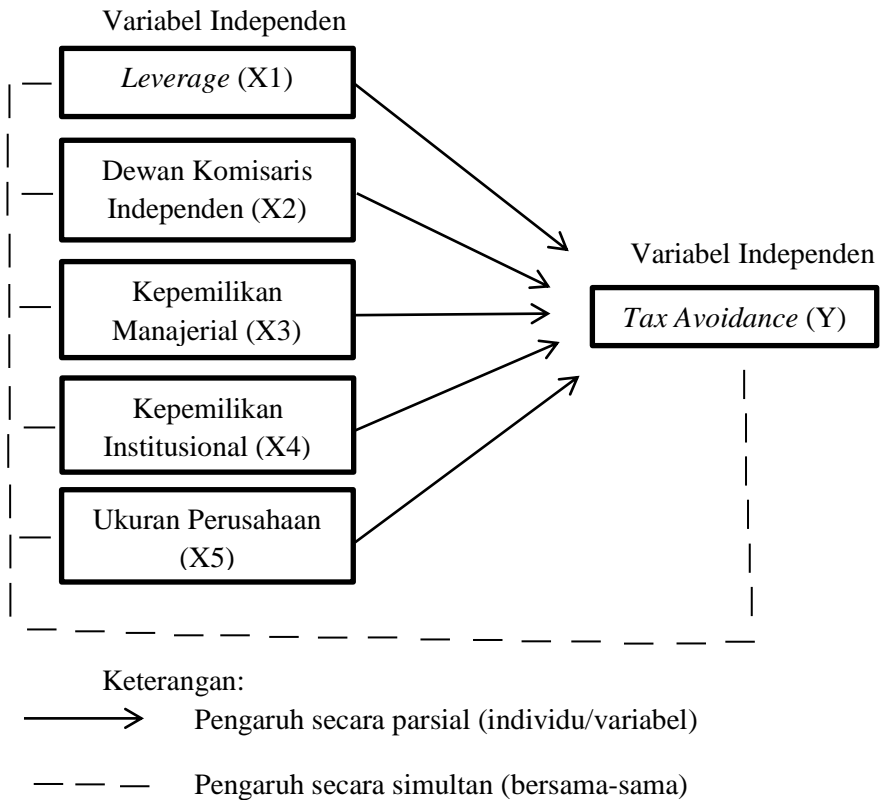 Variabel Independen
Leverage (X1)
Dewan Komisaris
Independen (X2)
Kepemilikan
Manajerial (X3)
Kepemilikan
Institusional (X4)
Ukuran Perusahaan
(X5)
Variabel Independen
Tax Avoidance (Y)
Keterangan:
Pengaruh secara parsial (individu/variabel)
Pengaruh secara simultan (bersama-sama)